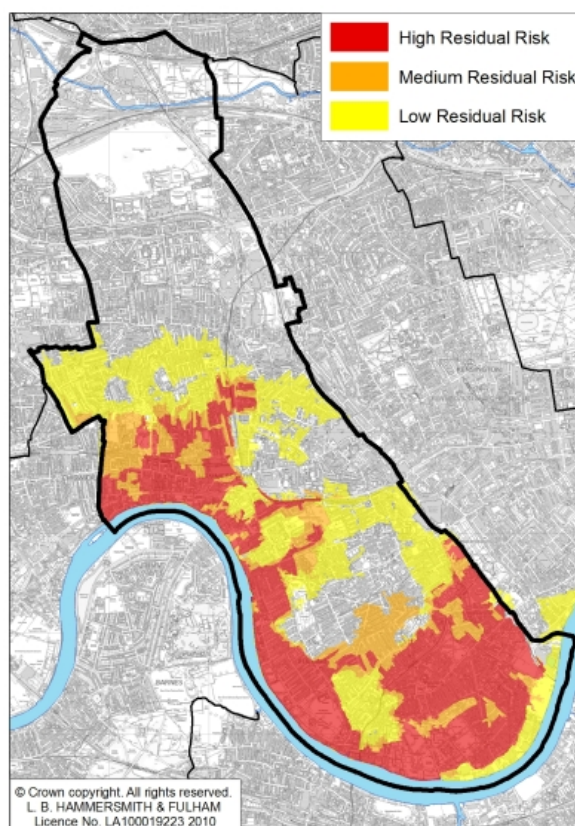 High Residual Risk
Medium Residual Risk
Low Residual Risk
KENSINGTON
BARNES
© Crown copyright. All rights reserved.
L. B. HAMMERSMITH & FULHAM
Licence No. LA100019223 2010